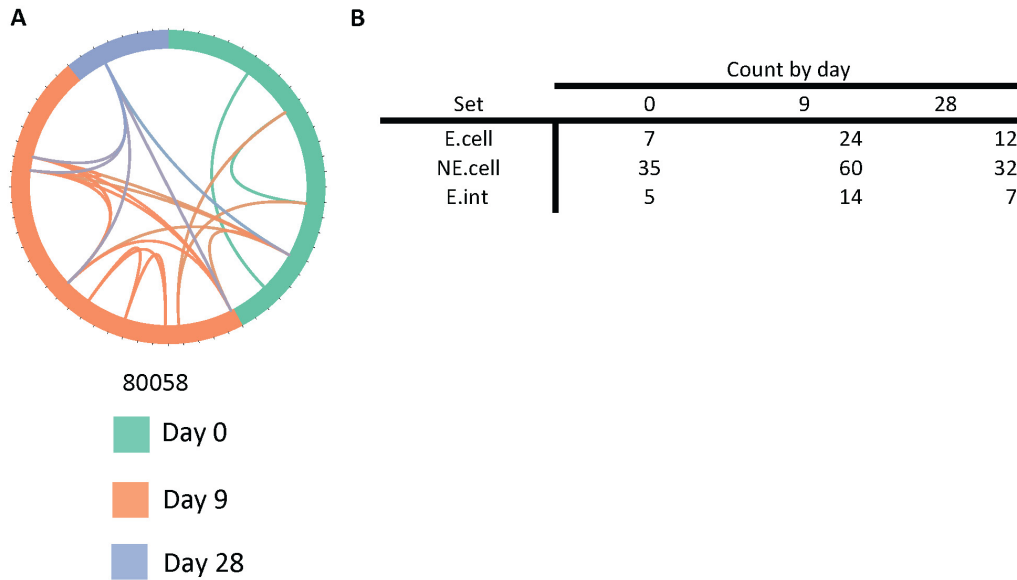 A
B
Count by day
Set 0 9 28
E.cell 7 24 12
NE.cell 35 60 32
E.int 5 14 7
80058
Day 0
Day 9
Day 28